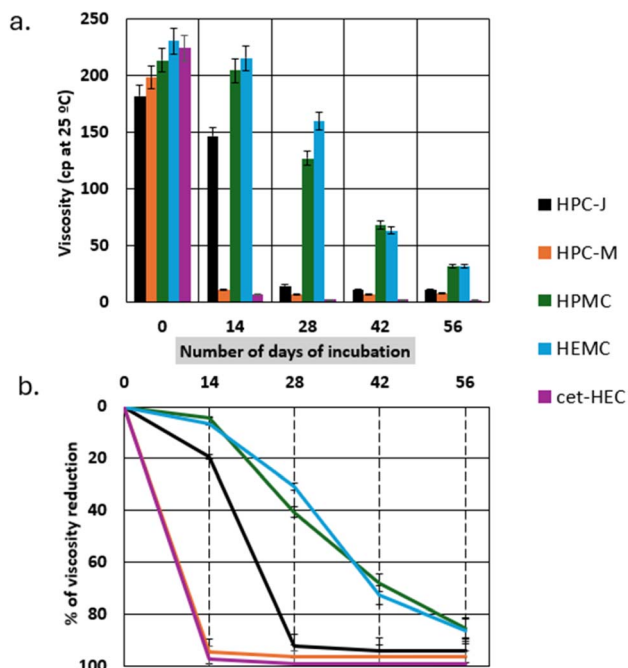 a.
Viscosity (cp at 25 ºC)
250
200
150
100
50
0
0 14 28 42 56
Number of days of incubation
HPC-J
HPC-M
HPMC
HEMC
cet-HEC
b.
0 14 28 42 56
% of viscosity reduction
0
20
40
60
80
100